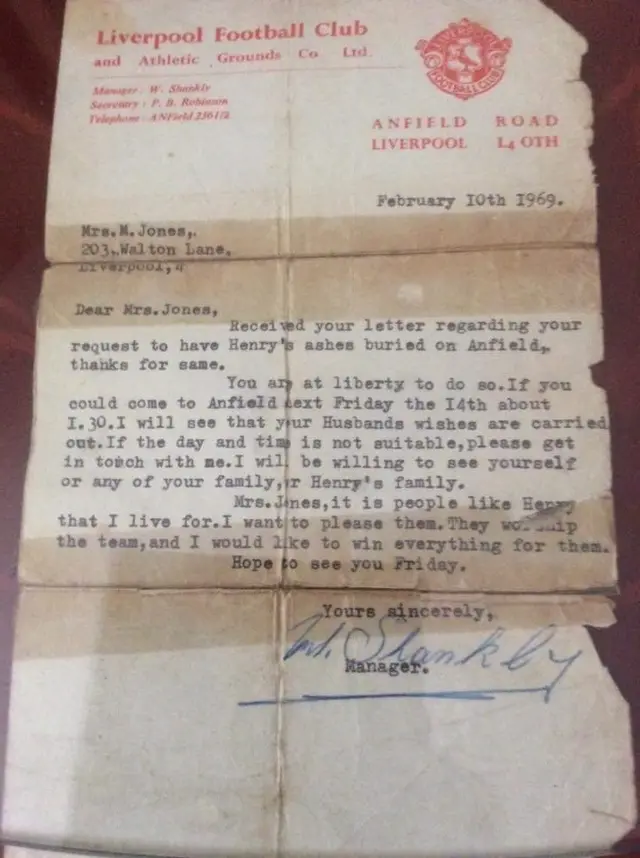 Liverpool Football Club
and Athletic Grounds Co Ltd.
Manager: W. Shankly
Secretary: P. B. Robinson
Telephone: ANField 2361/2
LIVERPOOL
FOOTBALL CLUB
ANFIELD ROAD
LIVERPOOL L4 OTH
February IOth I969.
Mrs.M.Jones,.
203,Walton Lane,
Liverpool,4
Dear Mrs.Jones,
Received your letter regarding your
request to have Henry's ashes buried on Anfield,
thanks for same.
You are at liberty to do so.If you
could come to Anfield next Friday the I4th about
I.30.I will see that your Husbands wishes are carried
out.If the day and time is not suitable,please get
in touch with me.I will be willing to see yourself
or any of your family,or Henry's family.
Mrs.Jones,it is people like Henry
that I live for.I want to please them.They worship
the team,and I would like to win everything for them.
Hope to see you Friday.
Yours sincerely,
W. Shankly
Manager.